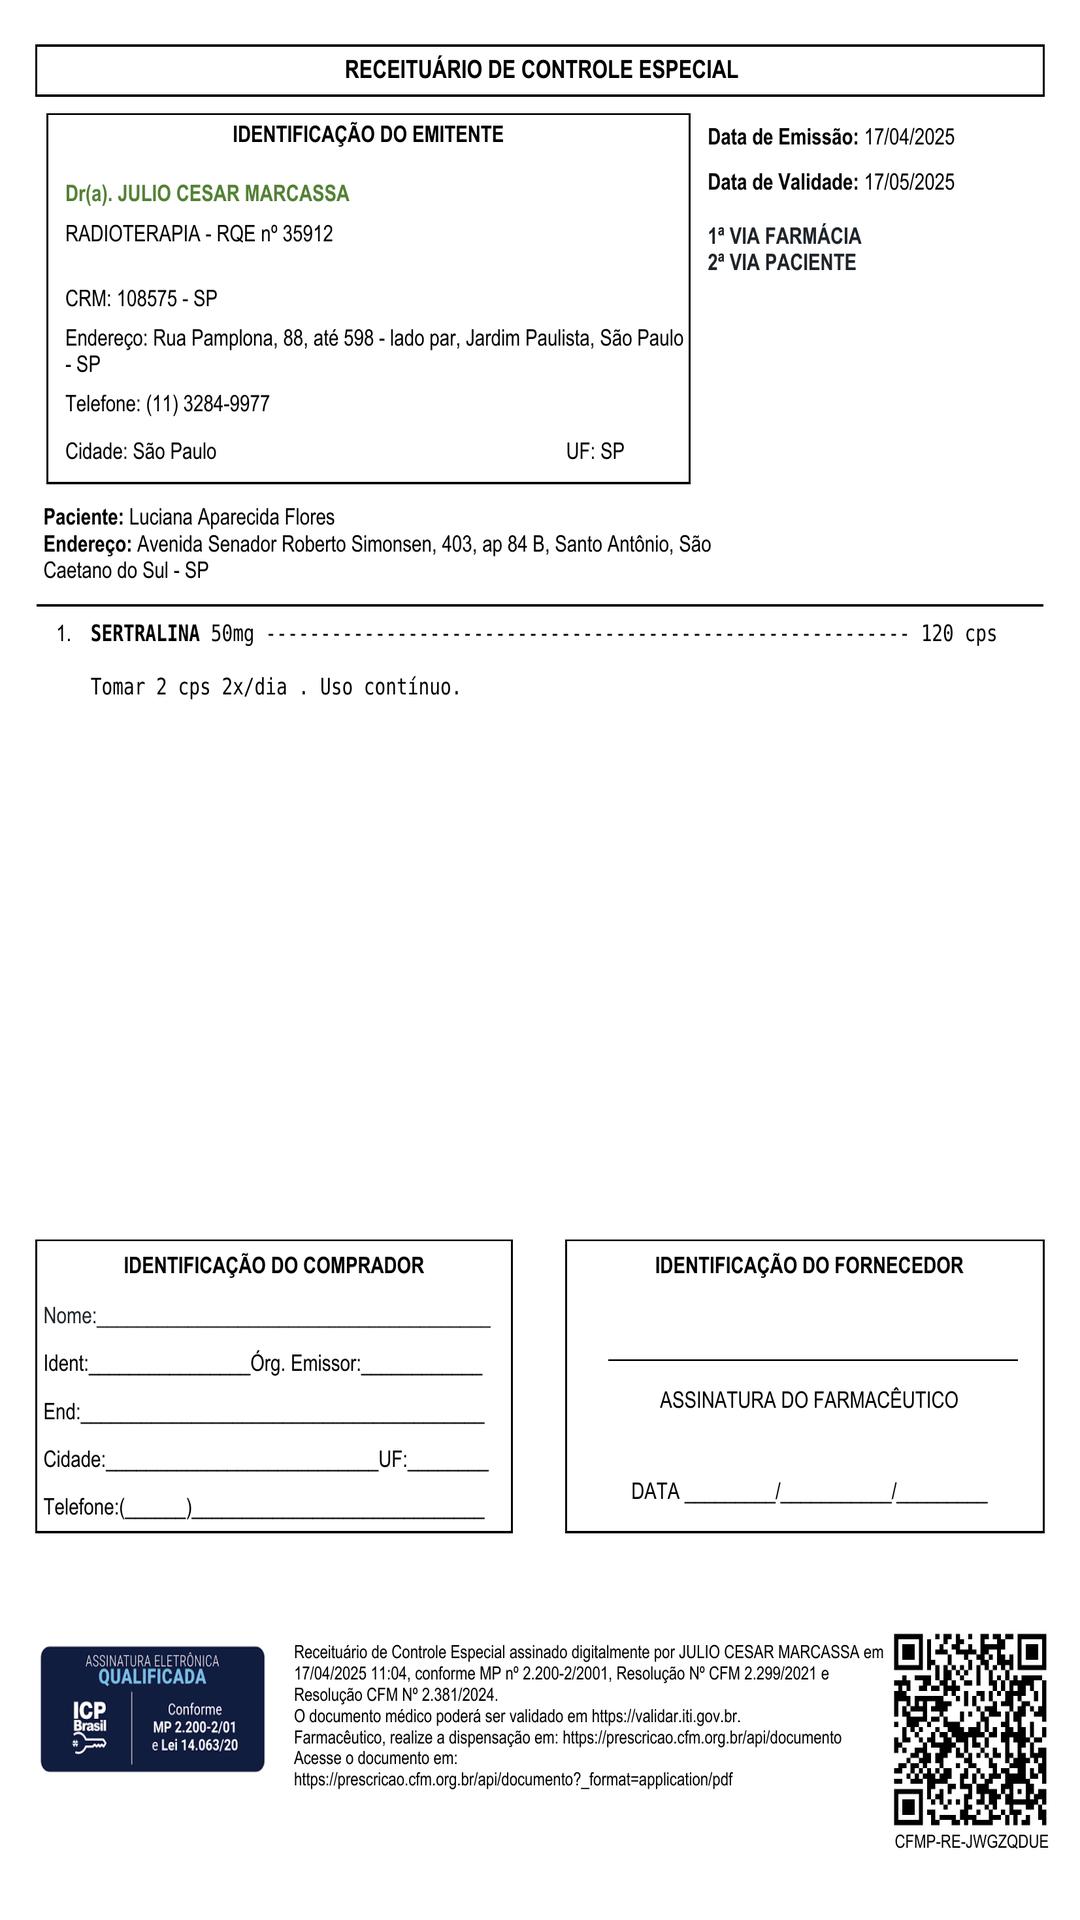 RECEITUÁRIO DE CONTROLE ESPECIAL
IDENTIFICAÇÃO DO EMITENTE
Dr(a). JULIO CESAR MARCASSA
RADIOTERAPIA - RQE nº 35912
CRM: 108575 - SP
Endereço: Rua Pamplona, 88, até 598 - lado par, Jardim Paulista, São Paulo
- SP
Telefone: (11) 3284-9977
Cidade: São Paulo UF: SP
Data de Emissão: 17/04/2025
Data de Validade: 17/05/2025
1ª VIA FARMÁCIA
2ª VIA PACIENTE
Paciente: Luciana Aparecida Flores
Endereço: Avenida Senador Roberto Simonsen, 403, ap 84 B, Santo Antônio, São
Caetano do Sul - SP
1. SERTRALINA 50mg ----------------------------------------------------------- 120 cps
Tomar 2 cps 2x/dia . Uso contínuo.
IDENTIFICAÇÃO DO COMPRADOR
Nome:_______________________________________
Ident:________________Órg. Emissor:____________
End:________________________________________
Cidade:___________________________UF:________
Telefone:(______)_____________________________
IDENTIFICAÇÃO DO FORNECEDOR
ASSINATURA DO FARMACÊUTICO
DATA _________/___________/_________
ASSINATURA ELETRÔNICA
QUALIFICADA
ICP
Brasil
Conforme
MP 2.200-2/01
e Lei 14.063/20
Receituário de Controle Especial assinado digitalmente por JULIO CESAR MARCASSA em
17/04/2025 11:04, conforme MP nº 2.200-2/2001, Resolução Nº CFM 2.299/2021 e
Resolução CFM Nº 2.381/2024.
O documento médico poderá ser validado em https://validar.iti.gov.br.
Farmacêutico, realize a dispensação em: https://prescricao.cfm.org.br/api/documento
Acesse o documento em:
https://prescricao.cfm.org.br/api/documento?_format=application/pdf
CFMP-RE-JWGZQDUE